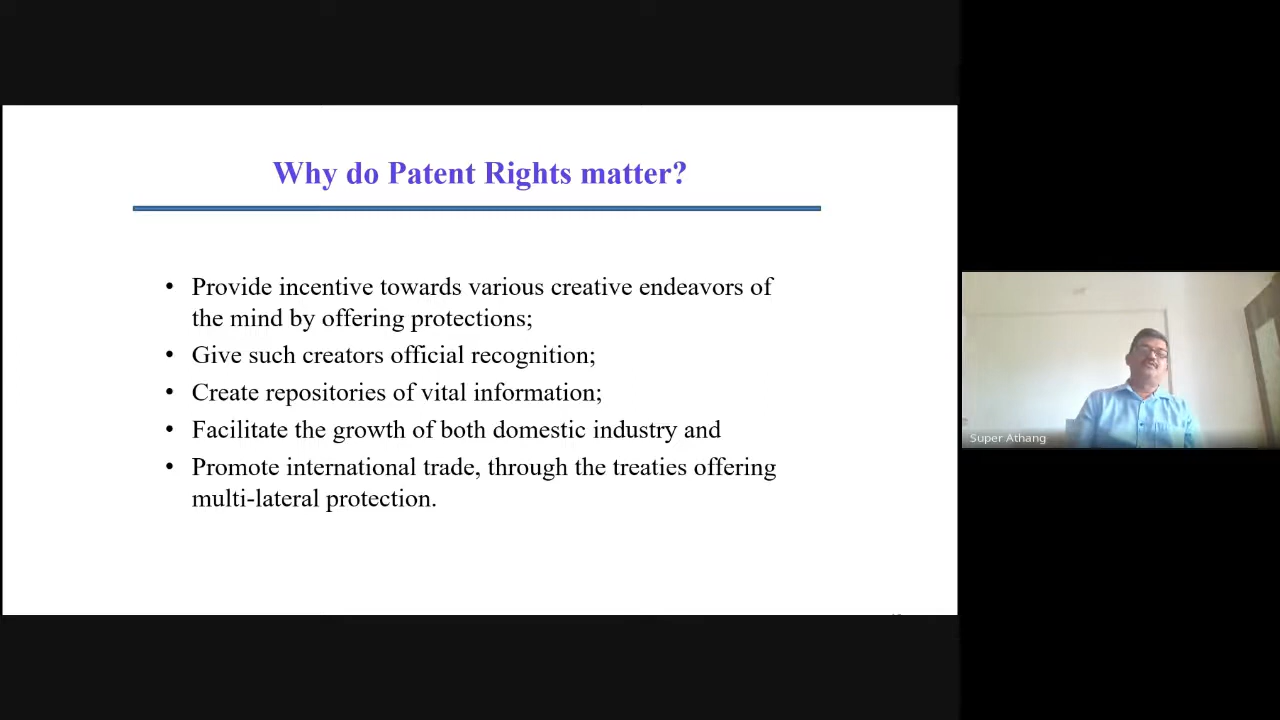 Why do Patent Rights matter?
• Provide incentive towards various creative endeavors of
the mind by offering protections;
• Give such creators official recognition;
• Create repositories of vital information;
• Facilitate the growth of both domestic industry and
• Promote international trade, through the treaties offering
multi-lateral protection.
Super Athang